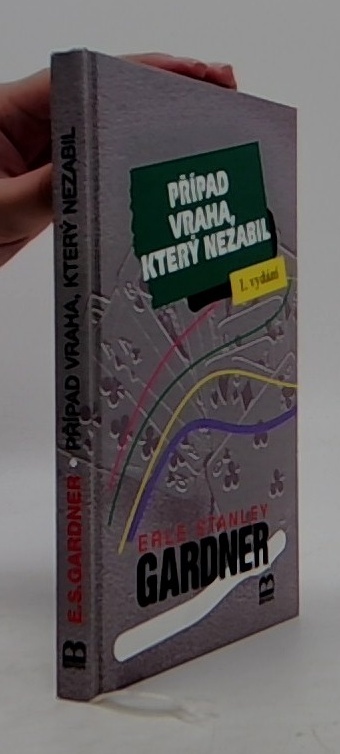 E.S.GARDNER • PŘÍPAD VRAHA, KTERÝ NEZABIL
PŘÍPAD
VRAHA,
KTERÝ NEZABIL
1. vydání
ERLE STANLEY
GARDNER
B
B